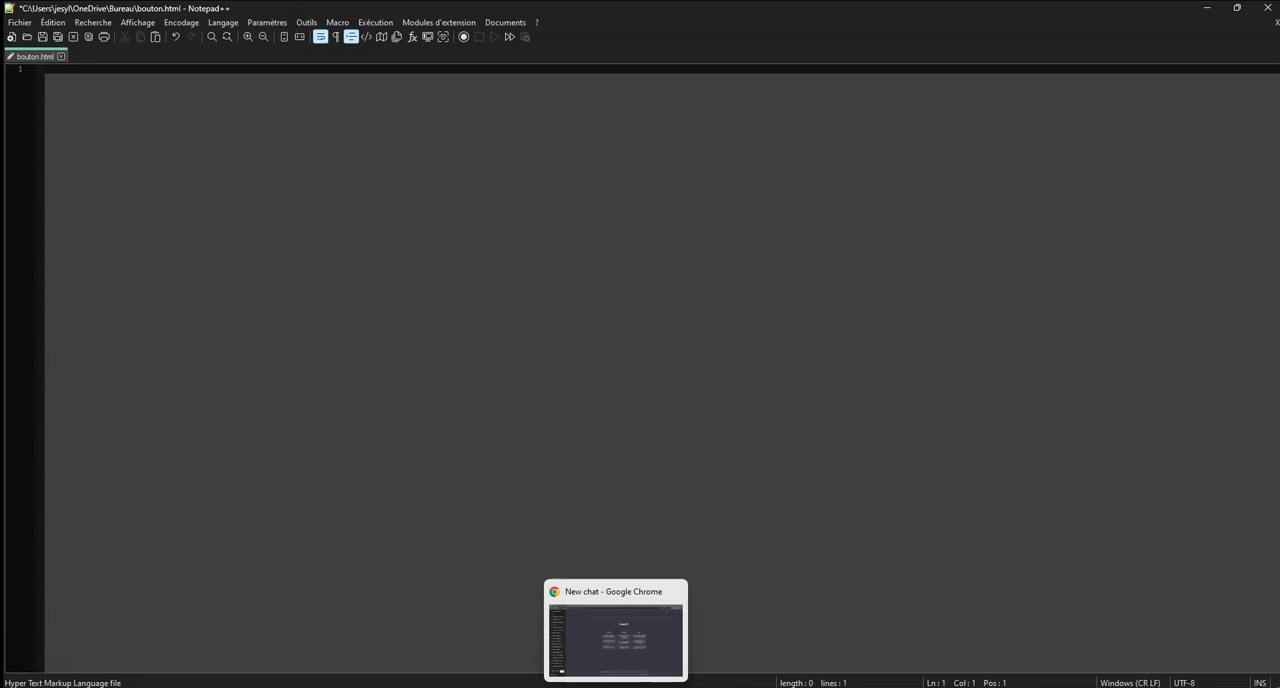 *C:\Users\jesyl\OneDrive\Bureau\bouton.html - Notepad++
Fichier Édition Recherche Affichage Encodage Langage Paramètres Outils Macro Exécution Modules d'extension Documents ?
bouton.html
1
New chat - Google Chrome
Hyper Text Markup Language file length : 0 lines : 1 Ln : 1 Col : 1 Pos : 1 Windows (CR LF) UTF-8 INS